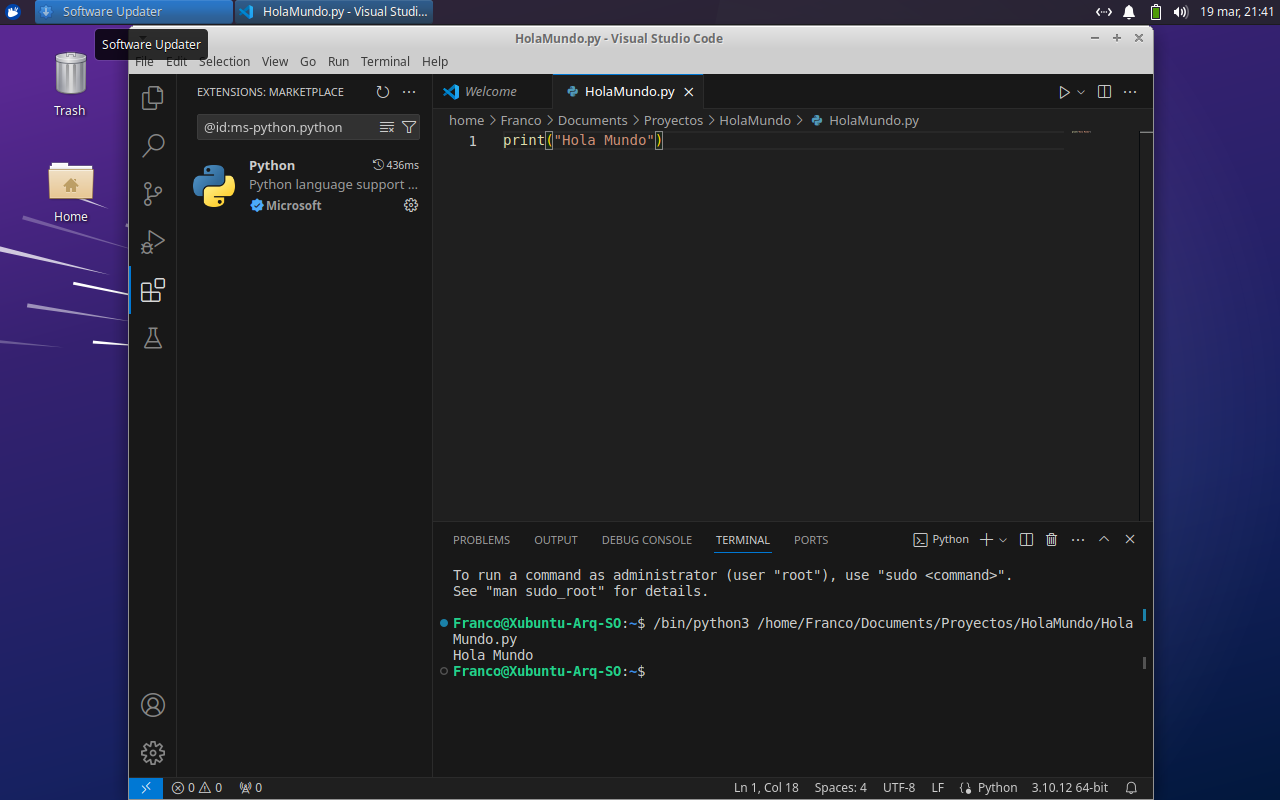 Software Updater
HolaMundo.py - Visual Studi...
19 mar, 21:41
Software Updater
HolaMundo.py - Visual Studio Code
File Edit Selection View Go Run Terminal Help
Trash
Home
EXTENSIONS: MARKETPLACE
@id:ms-python.python
Python
436ms
Python language support ...
Microsoft
Welcome
HolaMundo.py
home > Franco > Documents > Proyectos > HolaMundo > HolaMundo.py
1 print("Hola Mundo")
PROBLEMS OUTPUT DEBUG CONSOLE TERMINAL PORTS
Python
To run a command as administrator (user "root"), use "sudo <command>".
See "man sudo_root" for details.
Franco@Xubuntu-Arq-SO:~$ /bin/python3 /home/Franco/Documents/Proyectos/HolaMundo/Hola
Mundo.py
Hola Mundo
Franco@Xubuntu-Arq-SO:~$
0 0 0
Ln 1, Col 18 Spaces: 4 UTF-8 LF Python 3.10.12 64-bit